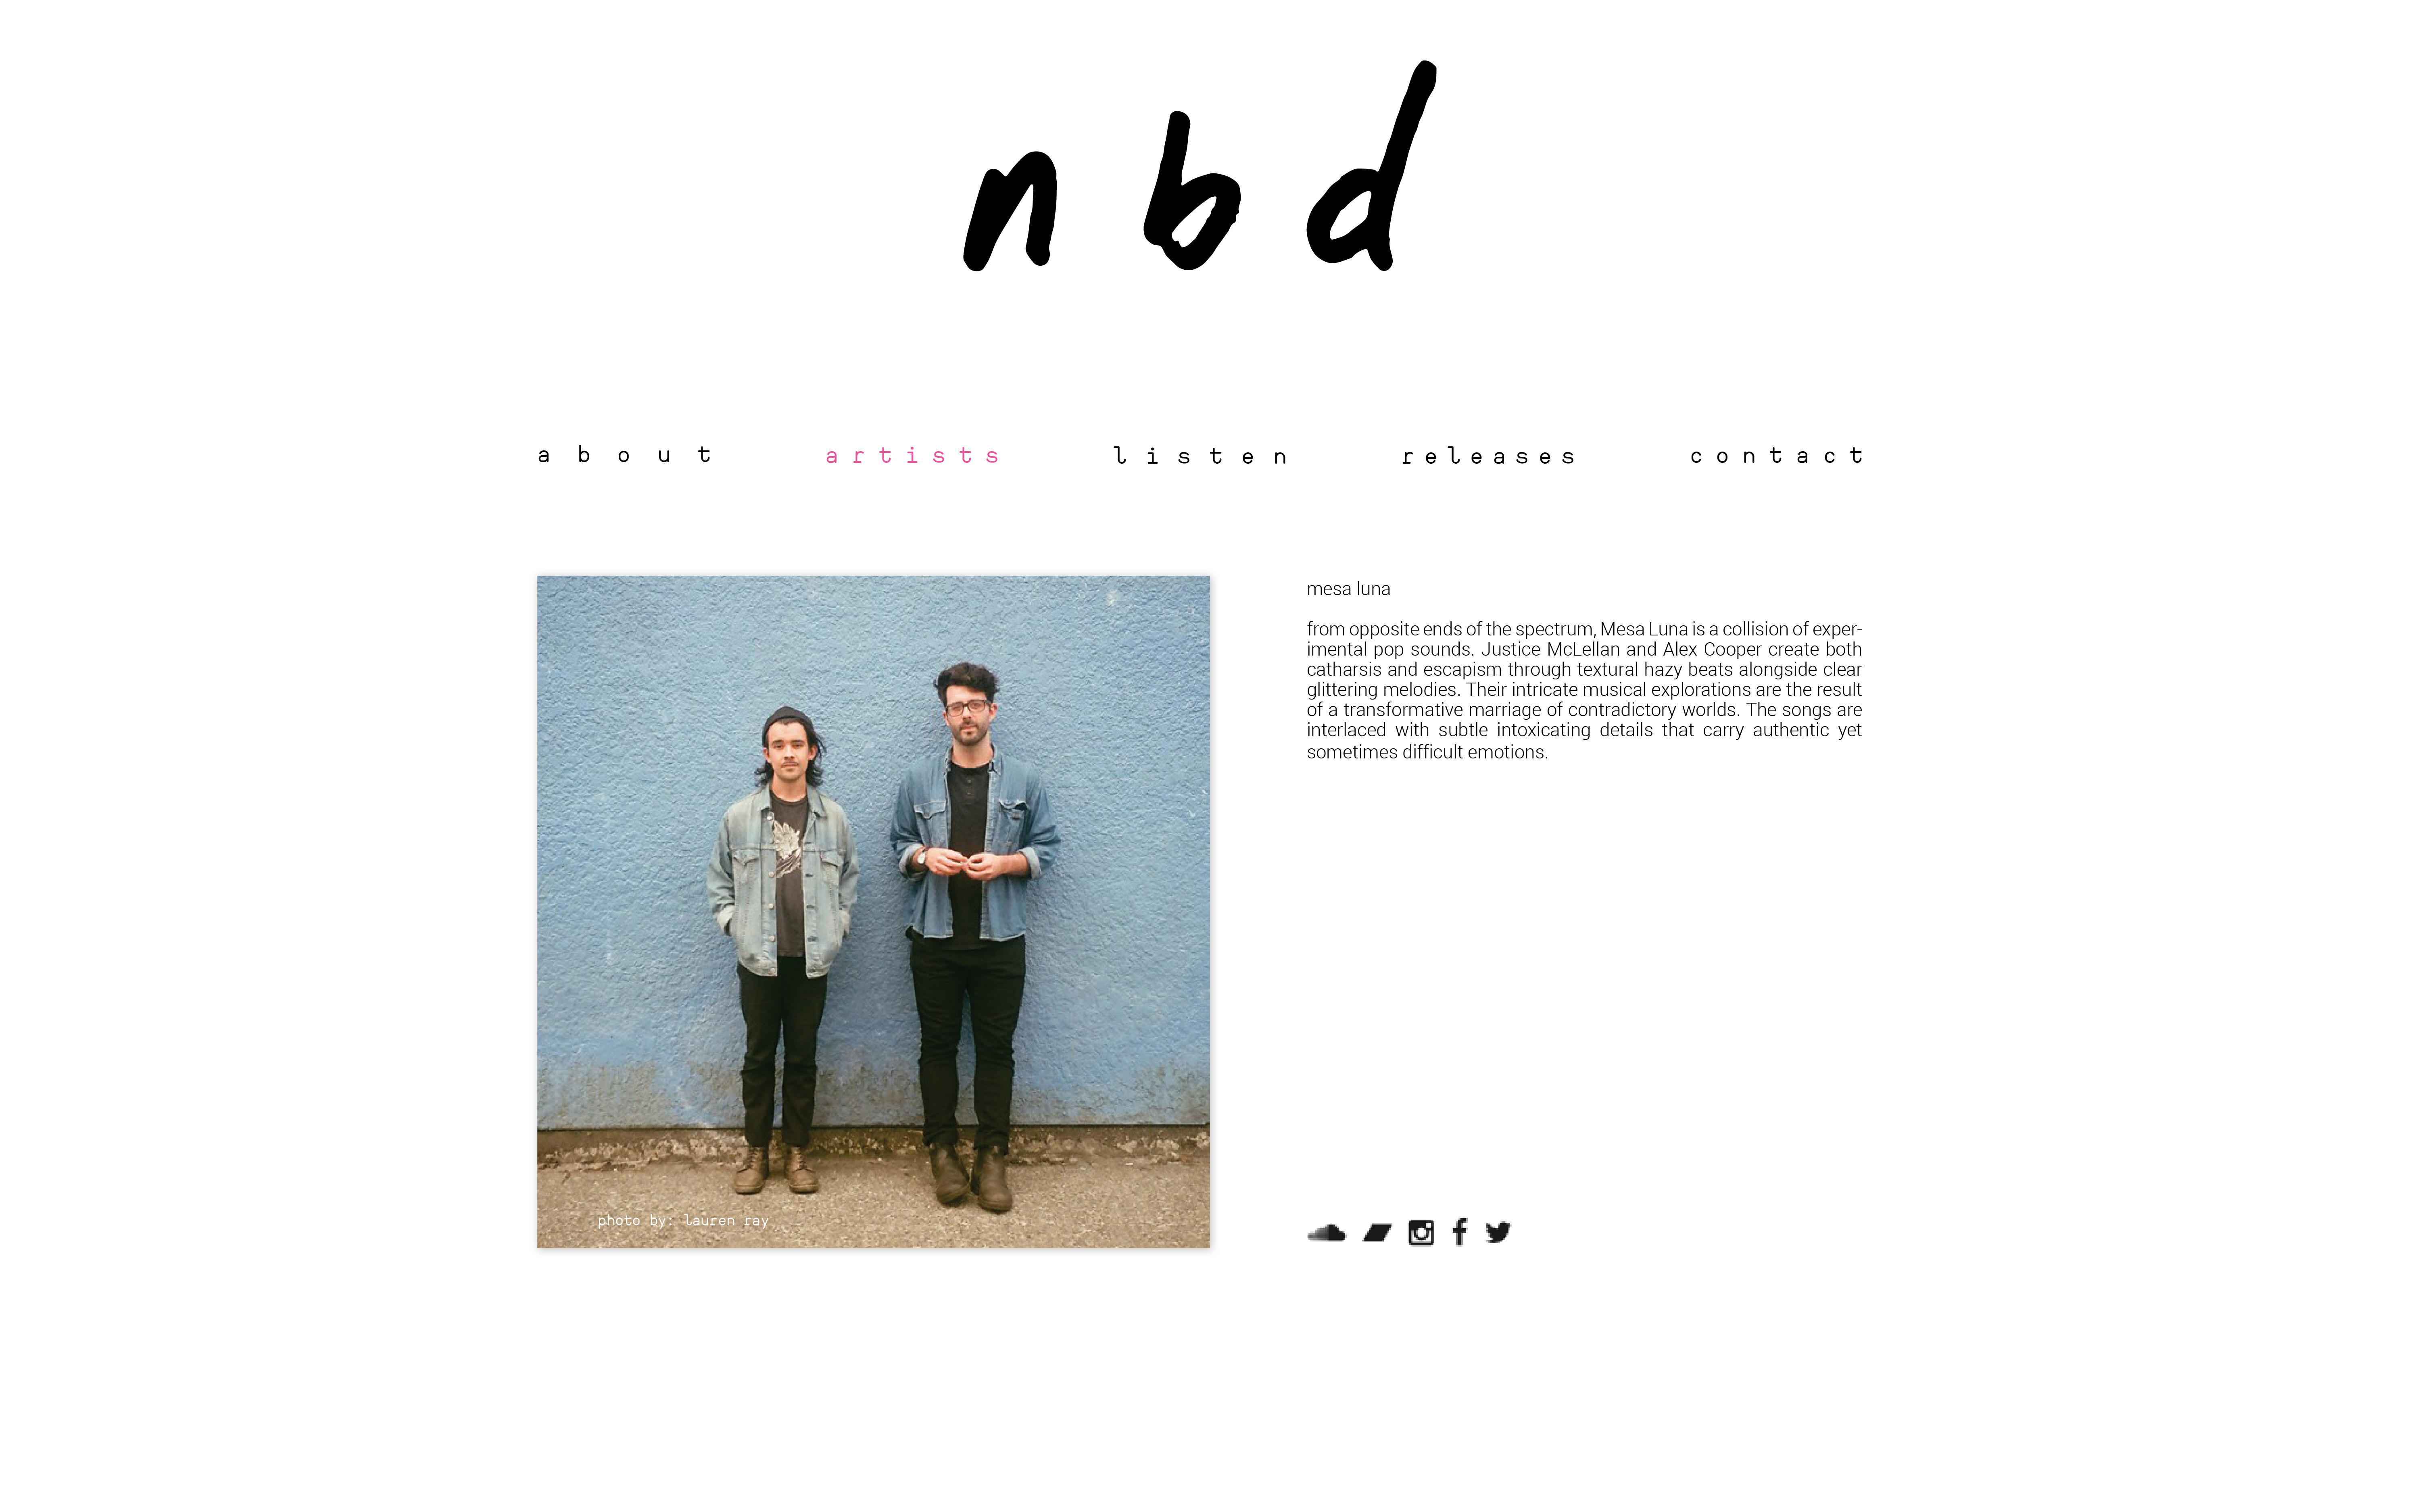 nbd
about artists listen releases contact
mesa luna
from opposite ends of the spectrum, Mesa Luna is a collision of exper-
imental pop sounds. Justice McLellan and Alex Cooper create both
catharsis and escapism through textural hazy beats alongside clear
glittering melodies. Their intricate musical explorations are the result
of a transformative marriage of contradictory worlds. The songs are
interlaced with subtle intoxicating details that carry authentic yet
sometimes difficult emotions.
photo by: lauren ray